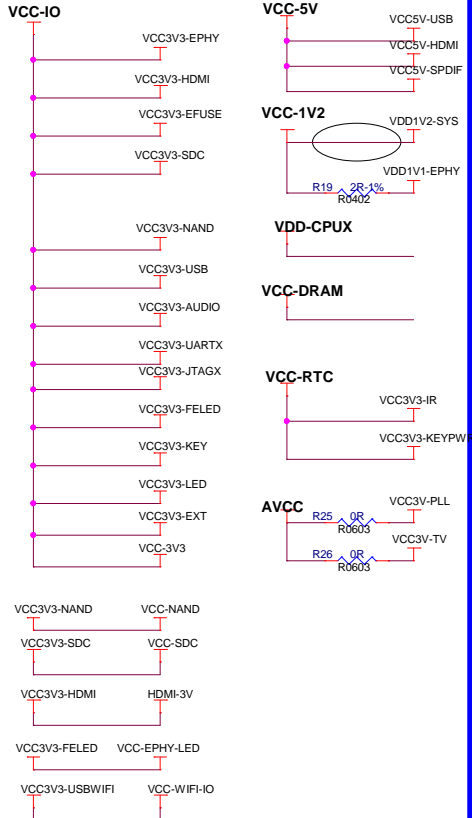 VCC-IO
VCC3V3-EPHY
VCC3V3-HDMI
VCC3V3-EFUSE
VCC3V3-SDC
VCC3V3-NAND
VCC3V3-USB
VCC3V3-AUDIO
VCC3V3-UARTX
VCC3V3-JTAGX
VCC3V3-FELED
VCC3V3-KEY
VCC3V3-LED
VCC3V3-EXT
VCC-3V3
VCC3V3-NAND VCC-NAND
VCC3V3-SDC VCC-SDC
VCC3V3-HDMI HDMI-3V
VCC3V3-FELED VCC-EPHY-LED
VCC3V3-USBWIFI VCC-WIFI-IO
VCC-5V
VCC5V-USB
VCC5V-HDMI
VCC5V-SPDIF
VCC-1V2
VDD1V2-SYS
VDD1V1-EPHY
R19 2R-1%
R0402
VDD-CPUX
VCC-DRAM
VCC-RTC
VCC3V3-IR
VCC3V3-KEYPWR
AVCC
VCC3V-PLL
R25 0R
R0603
VCC3V-TV
R26 0R
R0603